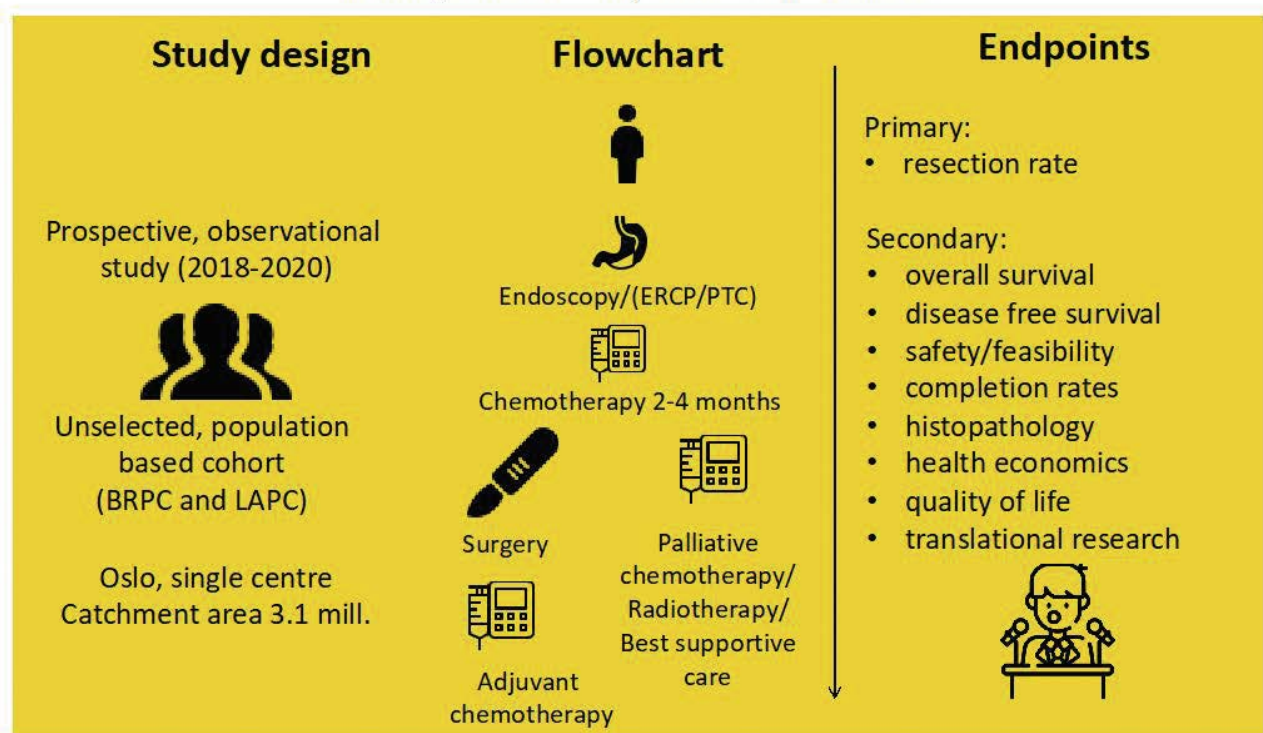 Study design
Prospective, observational
study (2018-2020)
Unselected, population
based cohort
(BRPC and LAPC)
Oslo, single centre
Catchment area 3.1 mill.
Flowchart
Endoscopy/(ERCP/PTC)
Chemotherapy 2-4 months
Surgery
Adjuvant
chemotherapy
Palliative
chemotherapy/
Radiotherapy/
Best supportive
care
Endpoints
Primary:
• resection rate
Secondary:
• overall survival
• disease free survival
• safety/feasibility
• completion rates
• histopathology
• health economics
• quality of life
• translational research